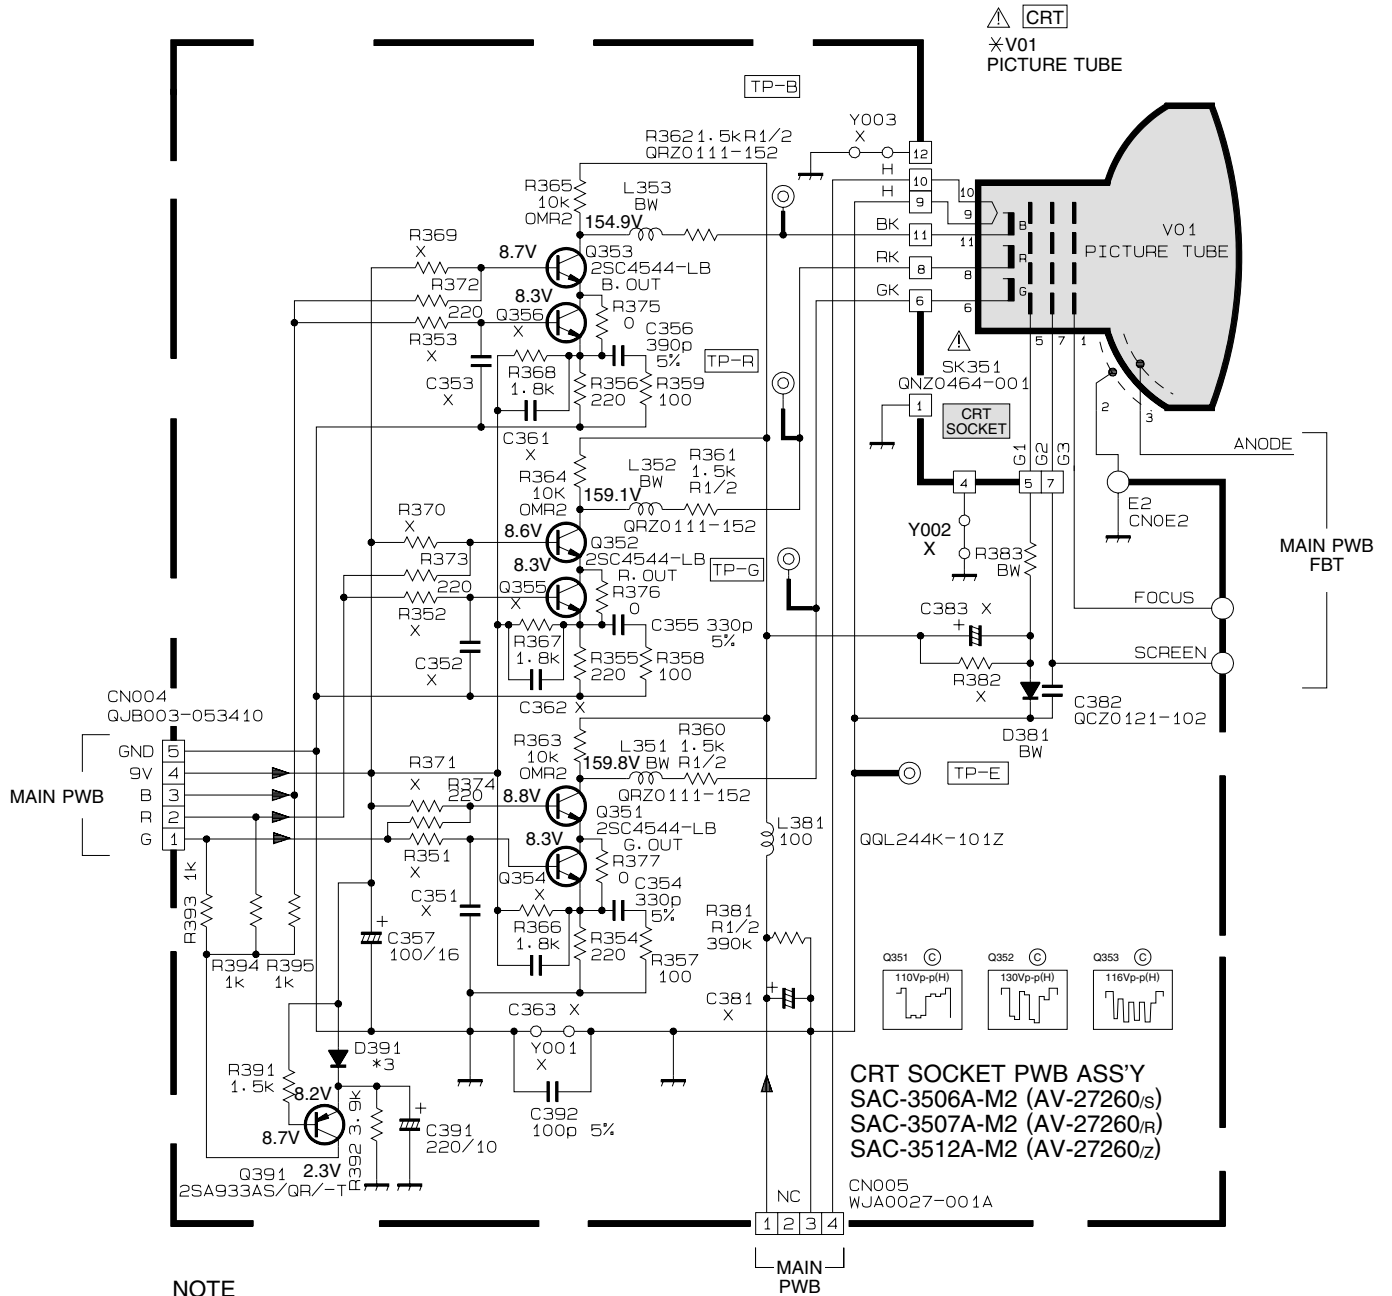 CRT
V01
PICTURE TUBE
TP-B
Y003
X
R362 1.5k R1/2
QRZ0111-152
12
H
10
H
9
BK
11
RK
8
GK
6
10
9
11
8
6
B
R
G
V01
PICTURE TUBE
5
7
1
2
3
R365
10k
OMR2
L353
BW
154.9V
R369
X
8.7V
Q353
2SC4544-LB
B.OUT
R372
220
8.3V
Q356
X
R353
X
R375
0
C356
390p
5%
C353
X
R368
1.8k
R356
220
R359
100
C361
X
TP-R
SK351
QNZ0464-001
1
CRT
SOCKET
G1
G2
G3
ANODE
4
5
7
E2
CN0E2
MAIN PWB
FBT
R364
10K
OMR2
L352
BW
R361
1.5k
R1/2
159.1V
QRZ0111-152
R370
X
8.6V
Q352
2SC4544-LB
R.OUT
R373
220
8.3V
Q355
X
R352
X
R376
0
TP-G
Y002
X
R383
BW
C383 X
FOCUS
C355 330p
5%
C352
X
R367
1.8k
R355
220
R358
100
C362 X
R382
X
SCREEN
C382
QCZ0121-102
D381
BW
CN004
QJB003-053410
MAIN PWB
GND 5
9V 4
B 3
R 2
G 1
R363
10k
OMR2
L351
BW
R360
1.5k
R1/2
159.8V
QRZ0111-152
TP-E
R371
X
R374
220
8.8V
Q351
2SC4544-LB
G.OUT
R351
X
8.3V
Q354
X
R377
0
L381
100
QQL244K-101Z
C354
330p
5%
C351
X
R366
1.8k
R354
220
R357
100
R393 1k
R394
1k
R395
1k
C357
100/16
R381
R1/2
390k
C381
X
Q351 C
110Vp-p(H)
Q352 C
130Vp-p(H)
Q353 C
116Vp-p(H)
C363 X
Y001
X
C392
100p 5%
D391
*3
R391
1.5k
8.2V
8.7V
2.3V
Q391
2SA933AS/QR/-T
R392 3.9k
C391
220/10
CRT SOCKET PWB ASS'Y
SAC-3506A-M2 (AV-27260/S)
SAC-3507A-M2 (AV-27260/R)
SAC-3512A-M2 (AV-27260/Z)
CN005
WJA0027-001A
NC
1 2 3 4
MAIN
PWB
NOTE